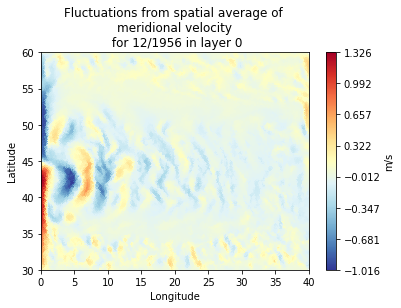 Fluctuations from spatial average of
meridional velocity
for 12/1956 in layer 0
60
55
50
45
40
35
30
Latitude
0 5 10 15 20 25 30 35 40
Longitude
1.326
0.992
0.657
0.322
−0.012
−0.347
−0.681
−1.016
m/s